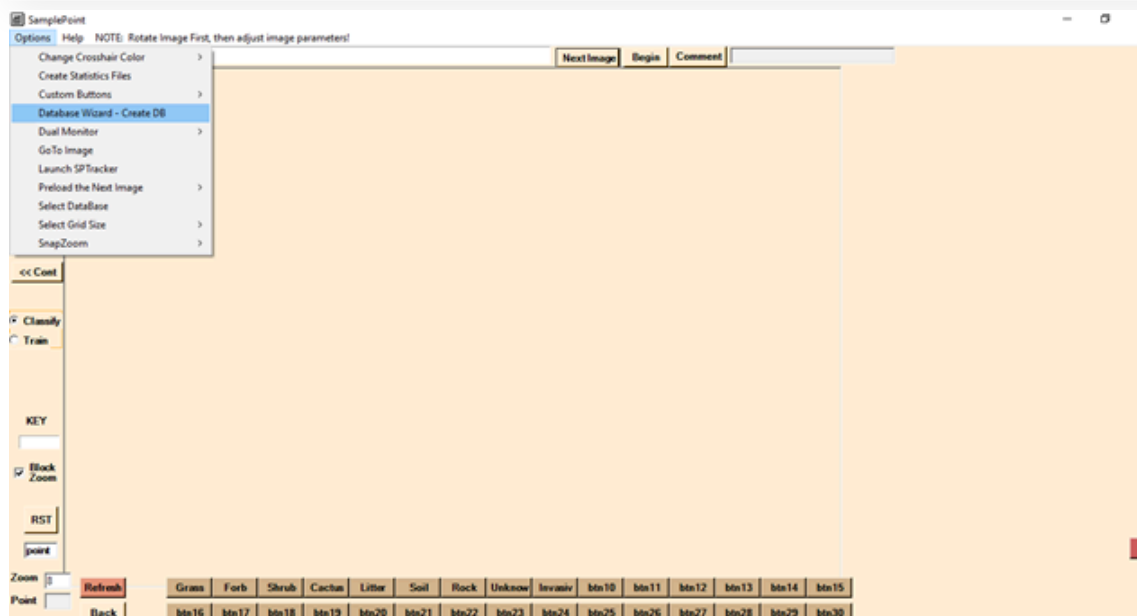 SamplePoint
Options Help NOTE: Rotate Image First, then adjust image parameters!
Next Image Begin Comment
Change Crosshair Color
Create Statistics Files
Custom Buttons
Database Wizard - Create DB
Dual Monitor
GoTo Image
Launch SPTracker
Preload the Next Image
Select DataBase
Select Grid Size
SnapZoom
<< Cont
Classify
Train
KEY
Block
Zoom
RST
point
Zoom 8
Refresh Grass Forb Shrub Cactus Litter Soil Rock Unknow Invasiv btn10 btn11 btn12 btn13 btn14 btn15
Point
Back btn16 btn17 btn18 btn19 btn20 btn21 btn22 btn23 btn24 btn25 btn26 btn27 btn28 btn29 btn30